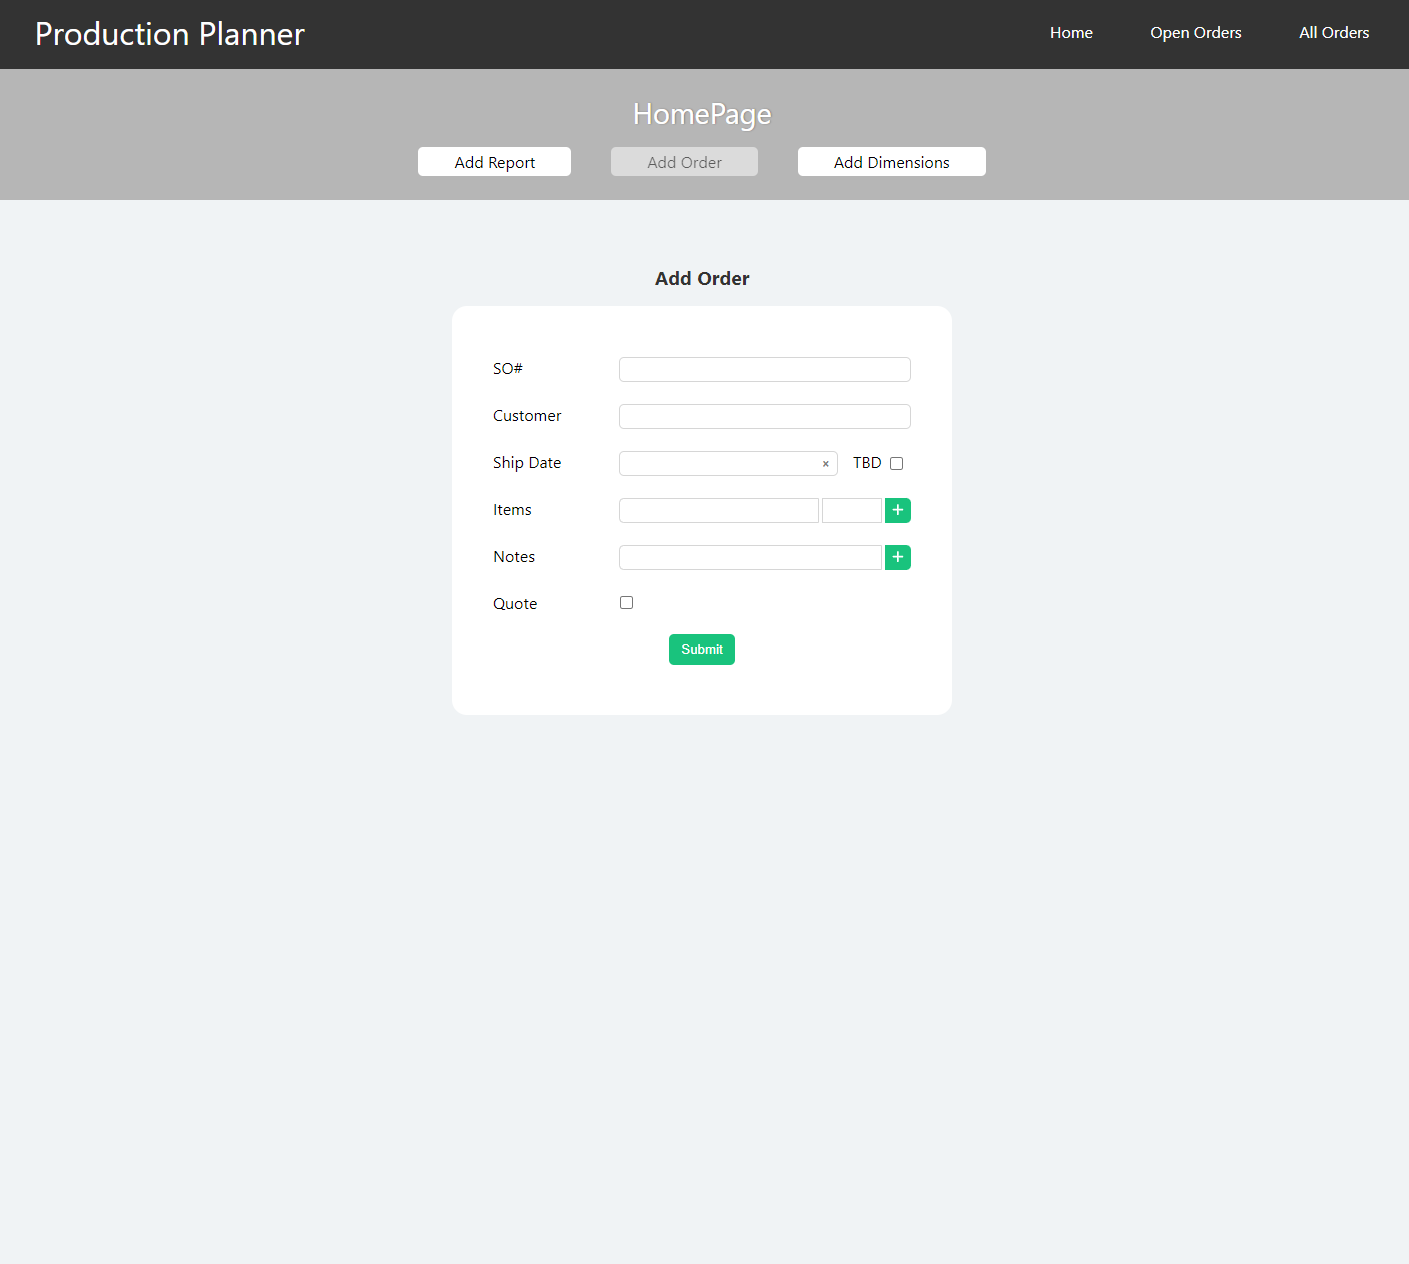 Production Planner
Home
Open Orders
All Orders
HomePage
Add Report
Add Order
Add Dimensions
Add Order
SO#
Customer
Ship Date
×
TBD
Items
+
Notes
+
Quote
Submit